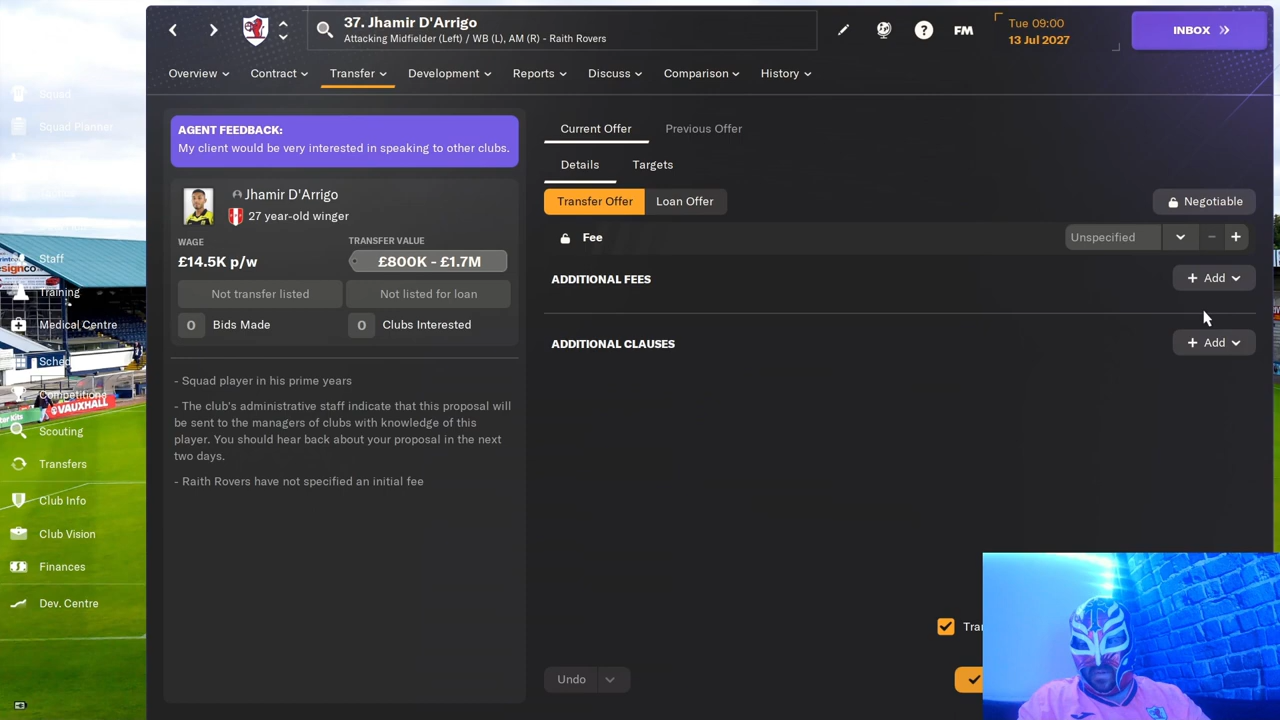 37. Jhamir D'Arrigo
Attacking Midfielder (Left) / WB (L), AM (R) - Raith Rovers
FM
Tue 09:00
13 Jul 2027
INBOX
Overview
Contract
Transfer
Development
Reports
Discuss
Comparison
History
Squad
Squad Planner
Staff
Training
Medical Centre
Sched
Competitions
Scouting
Transfers
Club Info
Club Vision
Finances
Dev. Centre
VAUXHALL
AGENT FEEDBACK:
My client would be very interested in speaking to other clubs.
Jhamir D'Arrigo
27 year-old winger
WAGE
£14.5K p/w
TRANSFER VALUE
£800K - £1.7M
Not transfer listed
Not listed for loan
0 Bids Made
0 Clubs Interested
- Squad player in his prime years
- The club's administrative staff indicate that this proposal will
be sent to the managers of clubs with knowledge of this
player. You should hear back about your proposal in the next
two days.
- Raith Rovers have not specified an initial fee
Current Offer
Previous Offer
Details
Targets
Transfer Offer
Loan Offer
Negotiable
Fee
Unspecified
ADDITIONAL FEES
+ Add
ADDITIONAL CLAUSES
+ Add
Undo